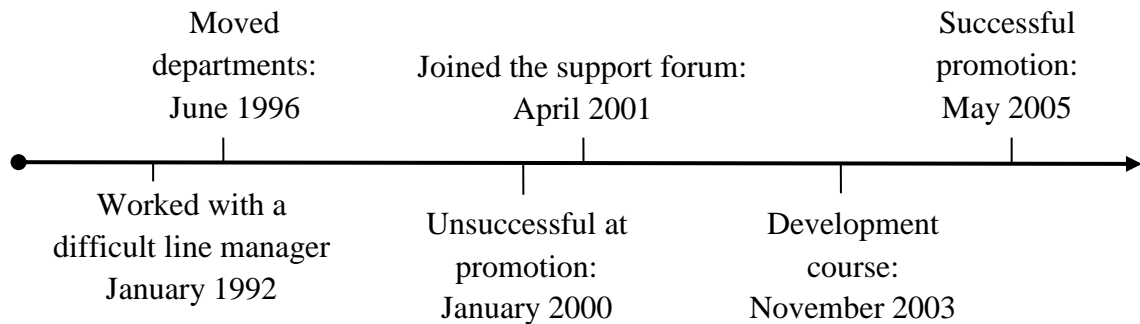 Moved
departments:
June 1996
Joined the support forum:
April 2001
Successful
promotion:
May 2005
Worked with a
difficult line manager
January 1992
Unsuccessful at
promotion:
January 2000
Development
course:
November 2003